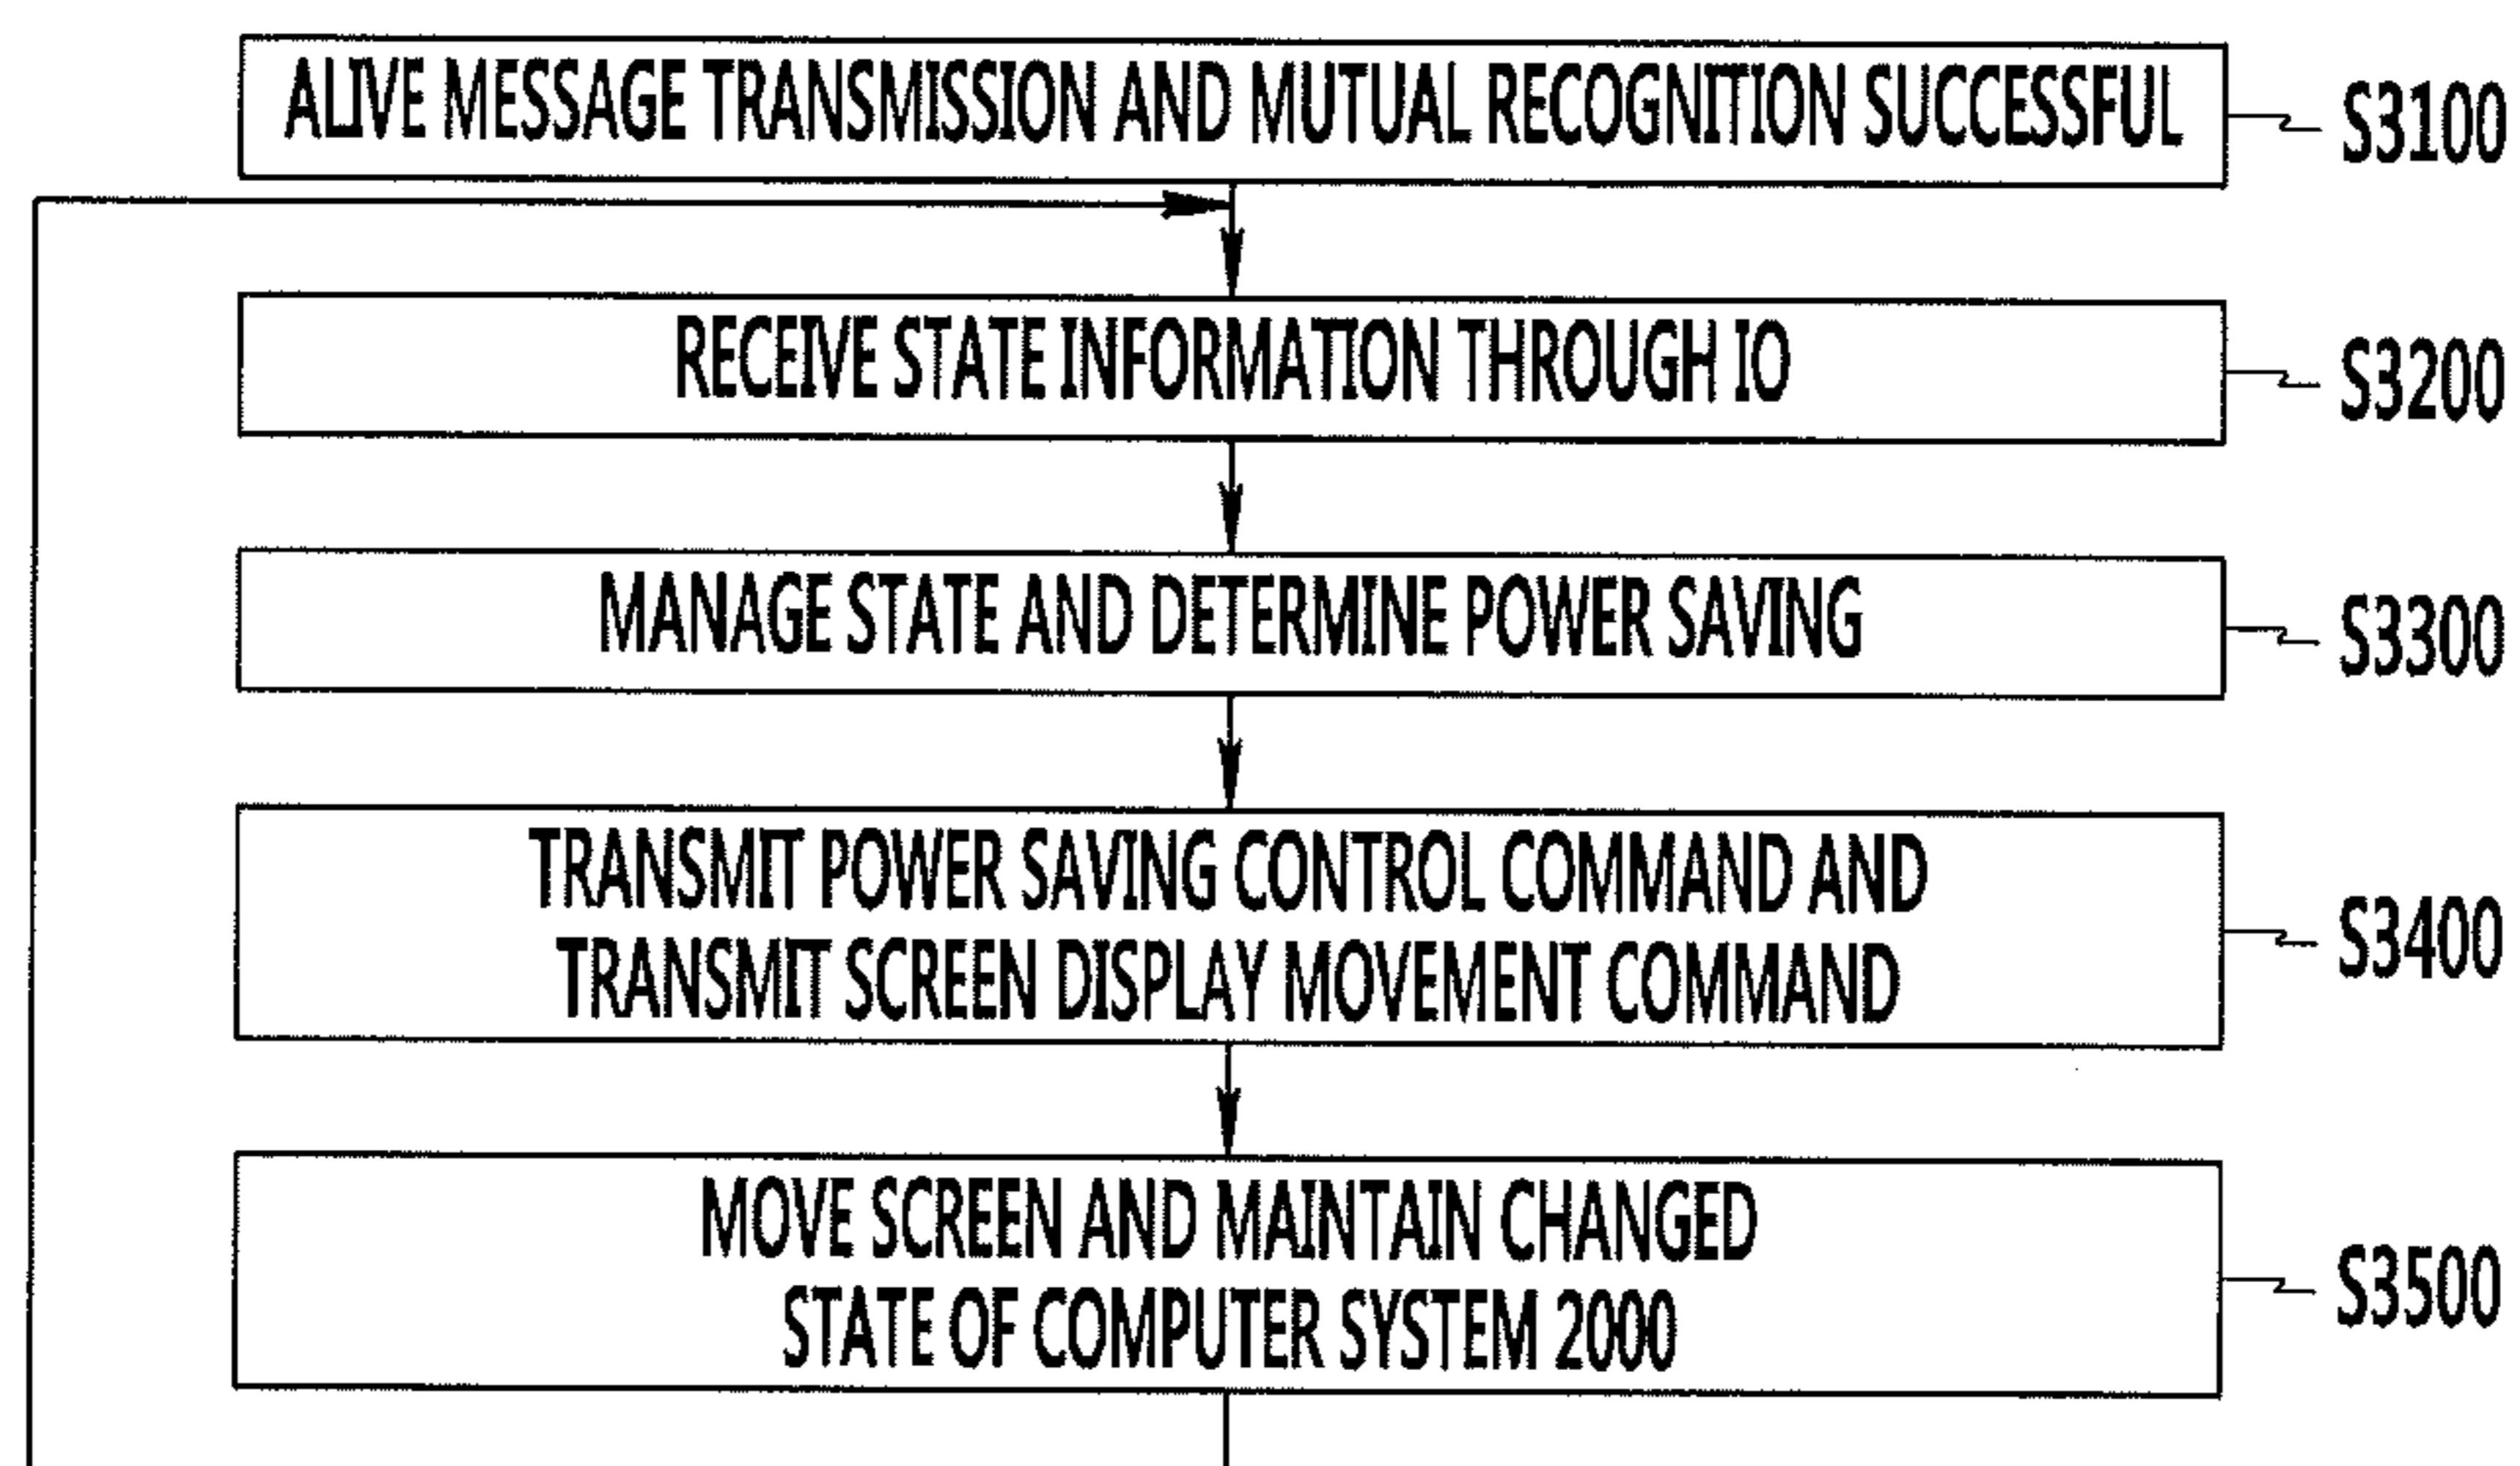 ALIVE MESSAGE TRANSMISSION AND MUTUAL RECOGNITION SUCCESSFUL
S3100
RECEIVE STATE INFORMATION THROUGH IO
S3200
MANAGE STATE AND DETERMINE POWER SAVING
S3300
TRANSMIT POWER SAVING CONTROL COMMAND AND
TRANSMIT SCREEN DISPLAY MOVEMENT COMMAND
S3400
MOVE SCREEN AND MAINTAIN CHANGED
STATE OF COMPUTER SYSTEM 2000
S3500